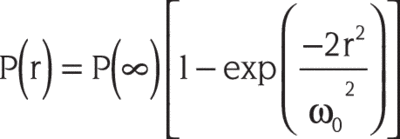 P(r) = P(∞) [1 − exp(−2r² / ω₀²)]